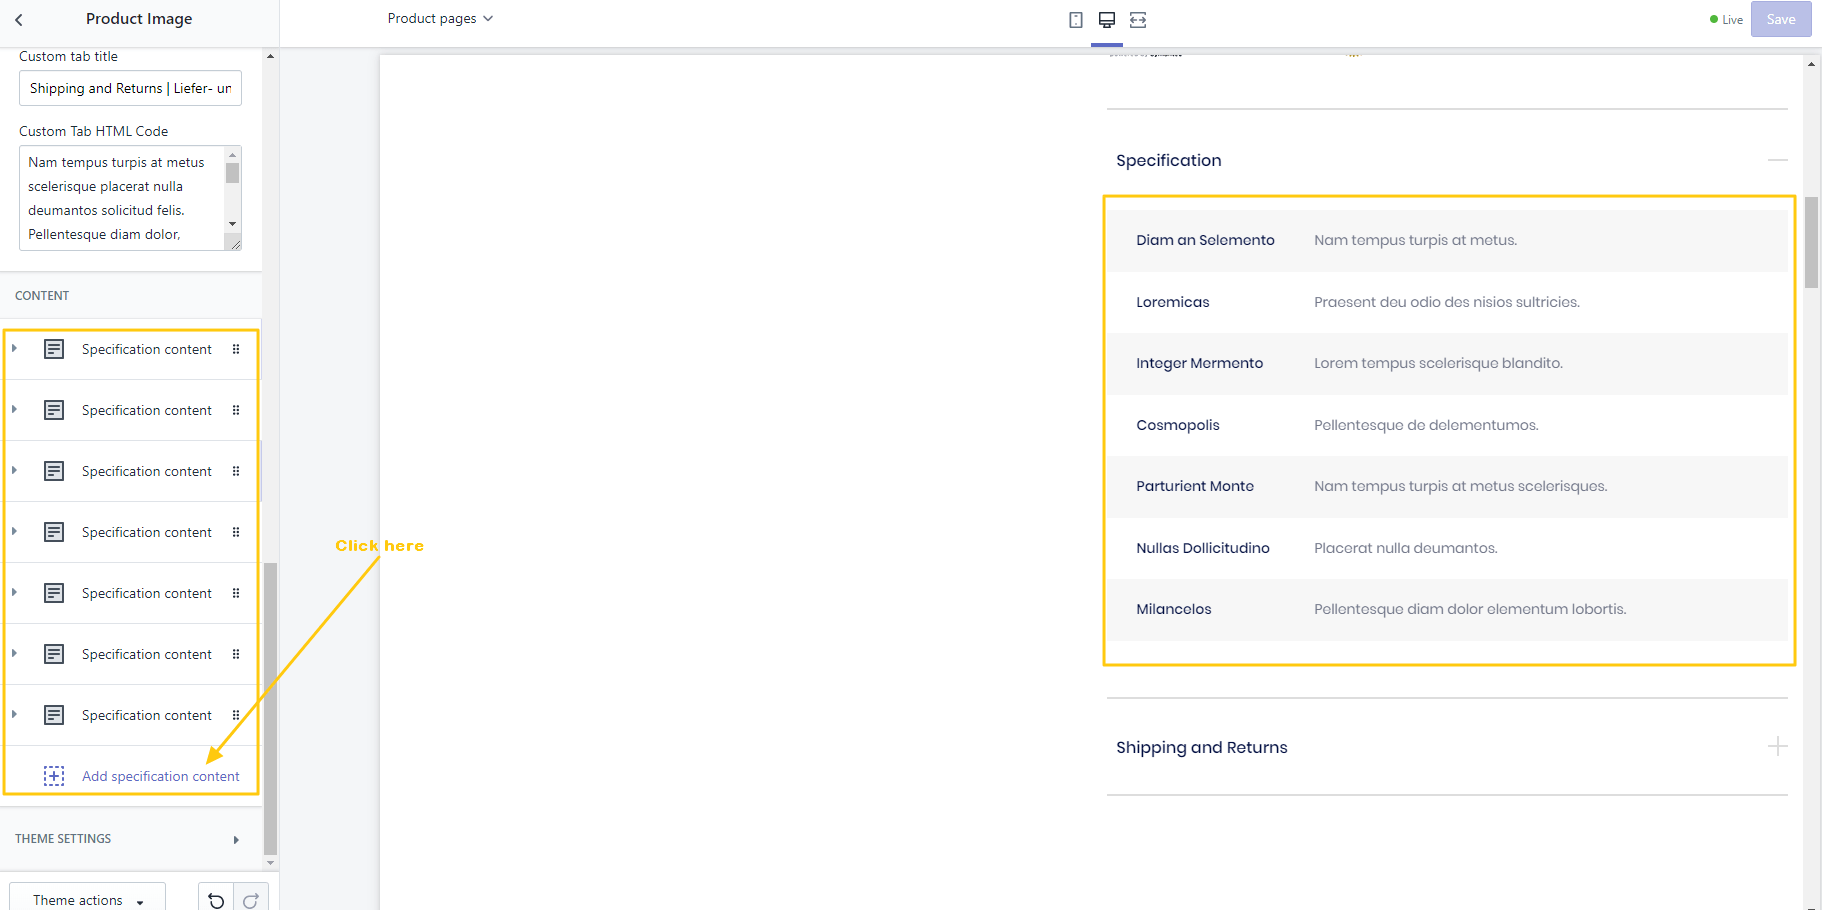 Product Image
Product pages
Live
Save
Custom tab title
Shipping and Returns | Liefer- un
Custom Tab HTML Code
Nam tempus turpis at metus
scelerisque placerat nulla
deumantos solicitud felis.
Pellentesque diam dolor,
CONTENT
Specification content
Specification content
Specification content
Specification content
Specification content
Specification content
Specification content
Add specification content
THEME SETTINGS
Theme actions
Click here
Specification
Diam an Selemento Nam tempus turpis at metus.
Loremicas Praesent deu odio des nisios sultricies.
Integer Mermento Lorem tempus scelerisque blandito.
Cosmopolis Pellentesque de delementumos.
Parturient Monte Nam tempus turpis at metus scelerisques.
Nullas Dollicitudino Placerat nulla deumantos.
Milancelos Pellentesque diam dolor elementum lobortis.
Shipping and Returns